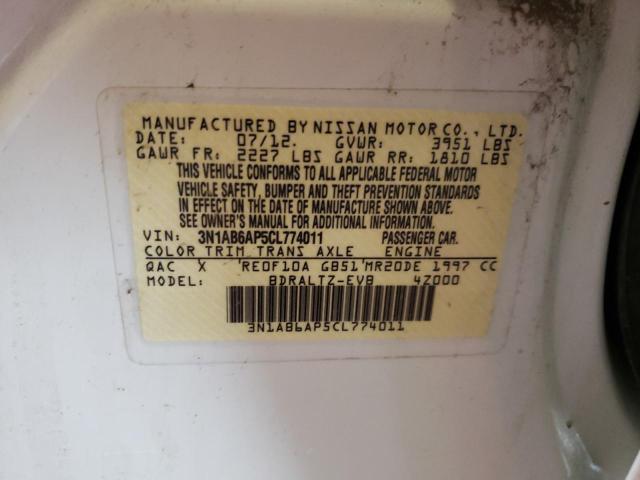 MANUFACTURED BY NISSAN MOTOR CO., LTD.
DATE: 07/12. GVWR: 3951 LBS
GAWR FR: 2227 LBS GAWR RR: 1810 LBS
THIS VEHICLE CONFORMS TO ALL APPLICABLE FEDERAL MOTOR
VEHICLE SAFETY, BUMPER AND THEFT PREVENTION STANDARDS
IN EFFECT ON THE DATE OF MANUFACTURE SHOWN ABOVE.
SEE OWNER'S MANUAL FOR ADDITIONAL INFORMATION.
VIN: 3N1AB6AP5CL774011 PASSENGER CAR.
COLOR TRIM TRANS AXLE ENGINE
QAC X RE0F10A GB51 MR20DE 1997 CC
MODEL: BDRALTZ-EVB 4Z000
3N1AB6AP5CL774011